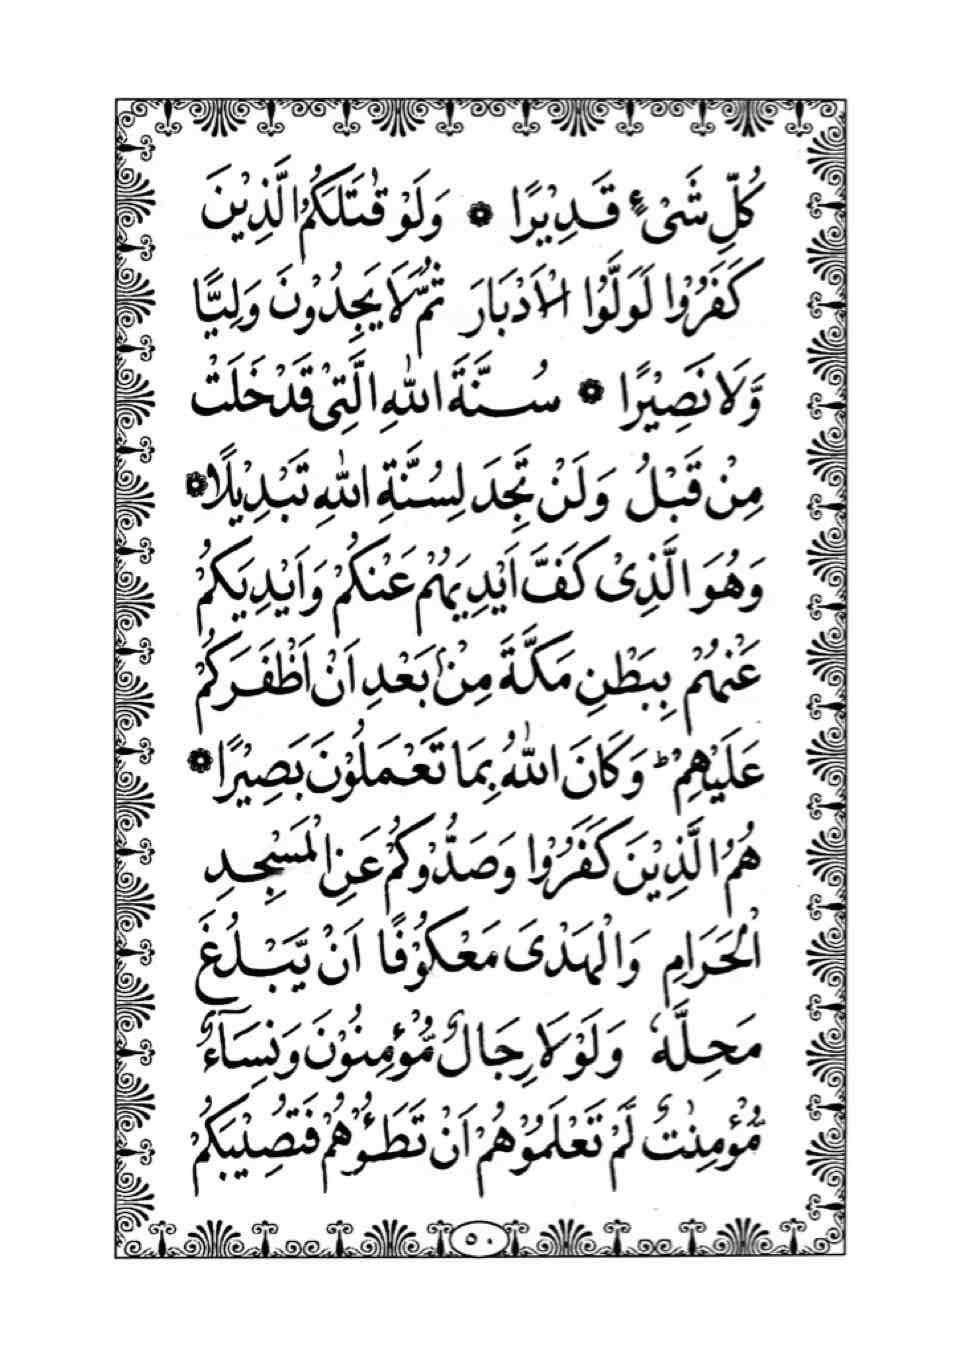 كُلِّ شَیْءٍ قَدِیْرًا ۞ وَلَوْ قٰتَلَكُمُ الَّذِیْنَ
كَفَرُوْا لَوَلَّوُا الْاَدْبَارَ ثُمَّ لَا یَجِدُوْنَ وَلِیًّا
وَّلَا نَصِیْرًا ۞ سُنَّةَ اللّٰهِ الَّتِیْ قَدْ خَلَتْ
مِنْ قَبْلُ وَلَنْ تَجِدَ لِسُنَّةِ اللّٰهِ تَبْدِیْلًا ۞
وَهُوَ الَّذِیْ كَفَّ اَیْدِیَهُمْ عَنْكُمْ وَاَیْدِیَكُمْ
عَنْهُمْ بِبَطْنِ مَكَّةَ مِنْۢ بَعْدِ اَنْ اَظْفَرَكُمْ
عَلَیْهِمْ ؕ وَكَانَ اللّٰهُ بِمَا تَعْمَلُوْنَ بَصِیْرًا ۞
هُمُ الَّذِیْنَ كَفَرُوْا وَصَدُّوْكُمْ عَنِ الْمَسْجِدِ
الْحَرَامِ وَالْهَدْیَ مَعْكُوْفًا اَنْ یَّبْلُغَ
مَحِلَّهٗ وَلَوْلَا رِجَالٌ مُّؤْمِنُوْنَ وَنِسَآءٌ
مُّؤْمِنٰتٌ لَّمْ تَعْلَمُوْهُمْ اَنْ تَطَـُٔوْهُمْ فَتُصِیْبَكُمْ
٥٠